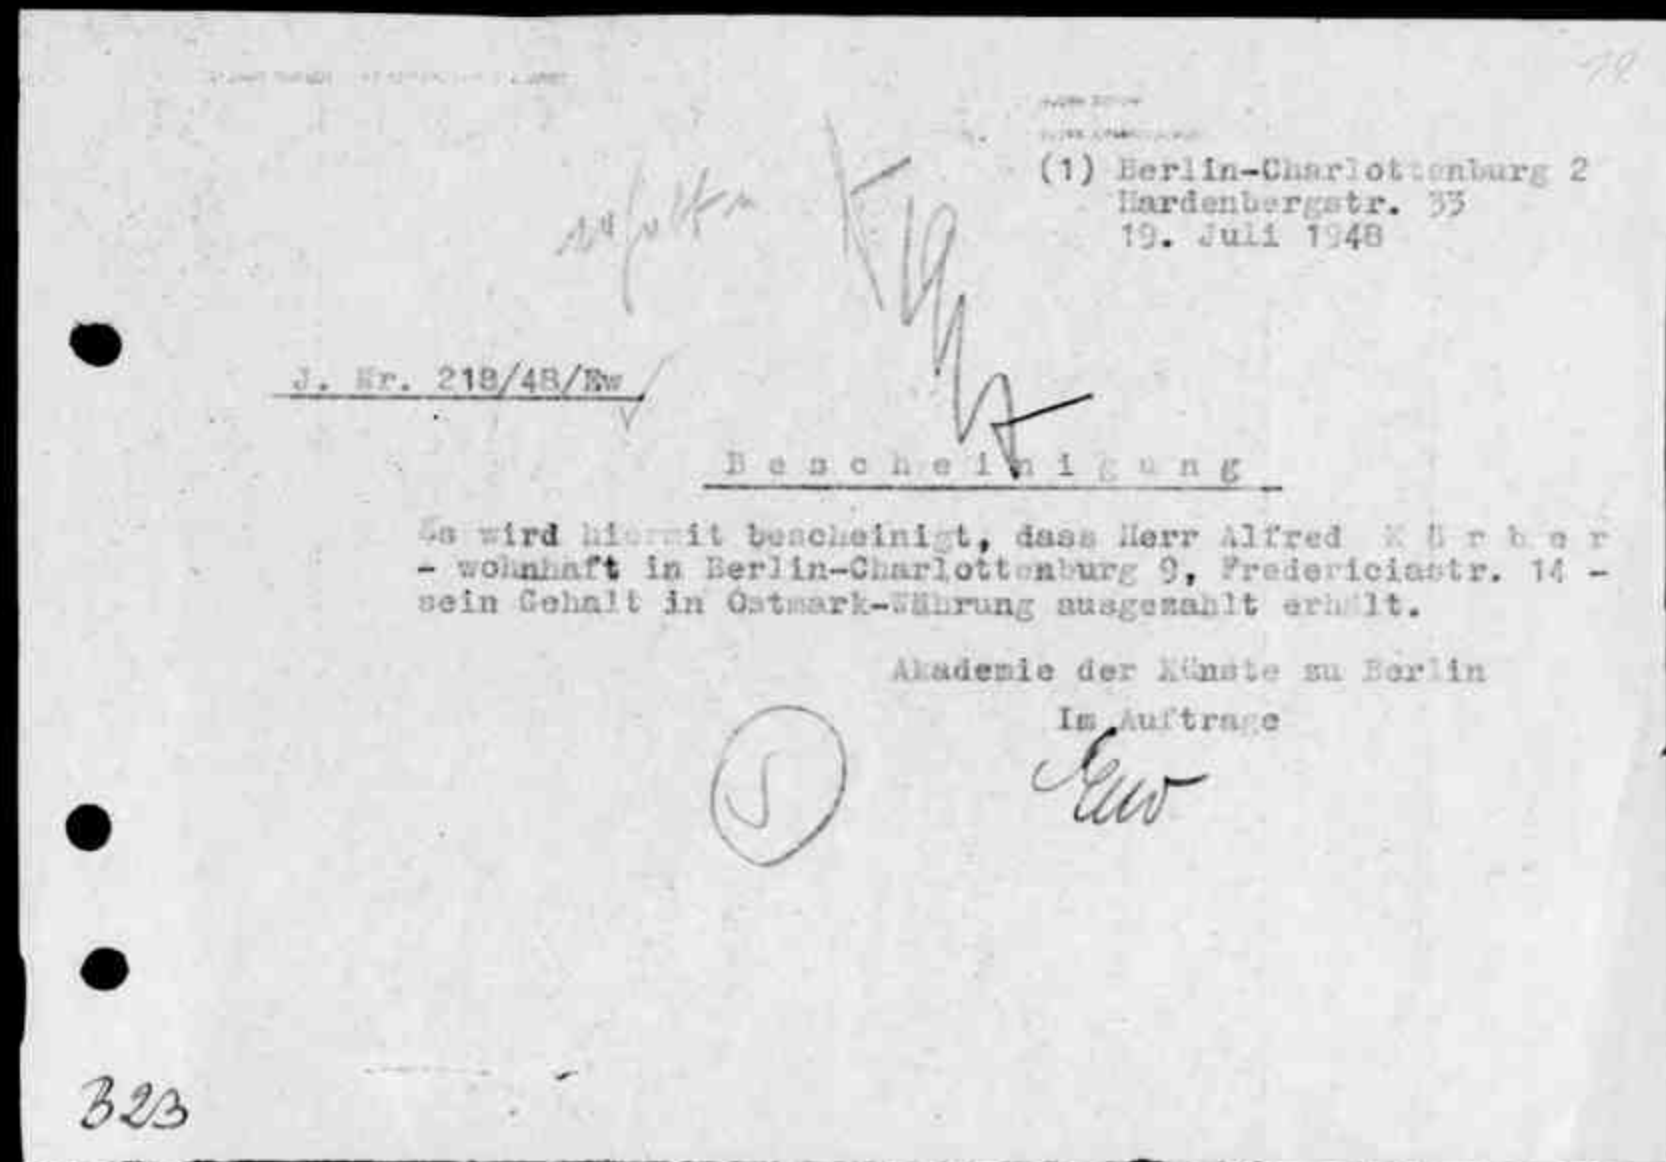 (1) Berlin-Charlottenburg 2
Hardenbergstr. 33
19. Juli 1948
J. Nr. 218/48/Ew
B e s c h e i n i g u n g
Es wird hiermit bescheinigt, dass Herr Alfred K ö r b e r
- wohnhaft in Berlin-Charlottenburg 9, Fredericiastr. 14 -
sein Gehalt in Ostmark-Währung ausgezahlt erhält.
Akademie der Künste zu Berlin
Im Auftrage
Ew
S
323